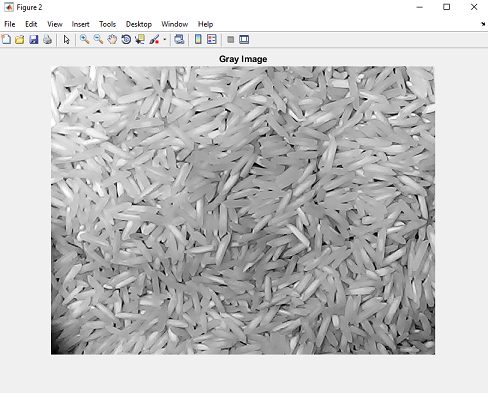 Figure 2
File Edit View Insert Tools Desktop Window Help
Gray Image